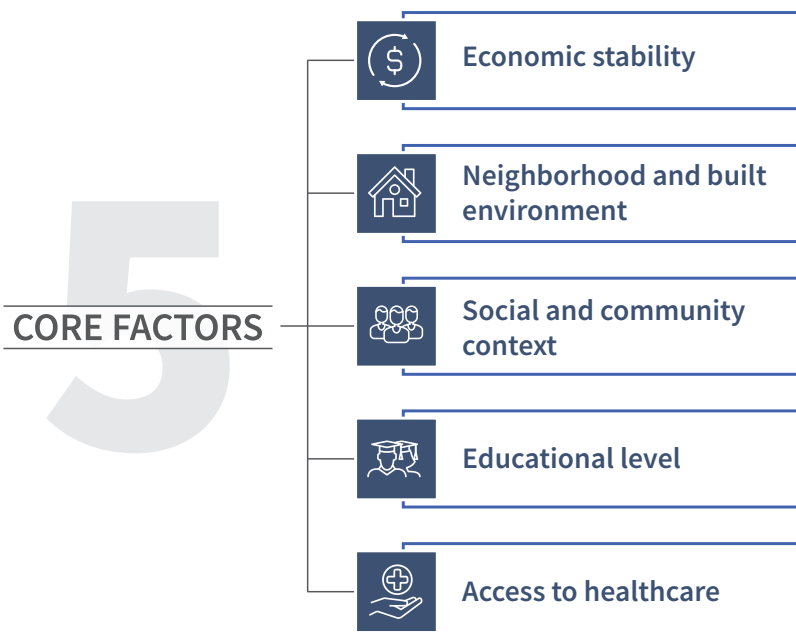 5
CORE FACTORS
$
Economic stability
Neighborhood and built
environment
Social and community
context
Educational level
Access to healthcare